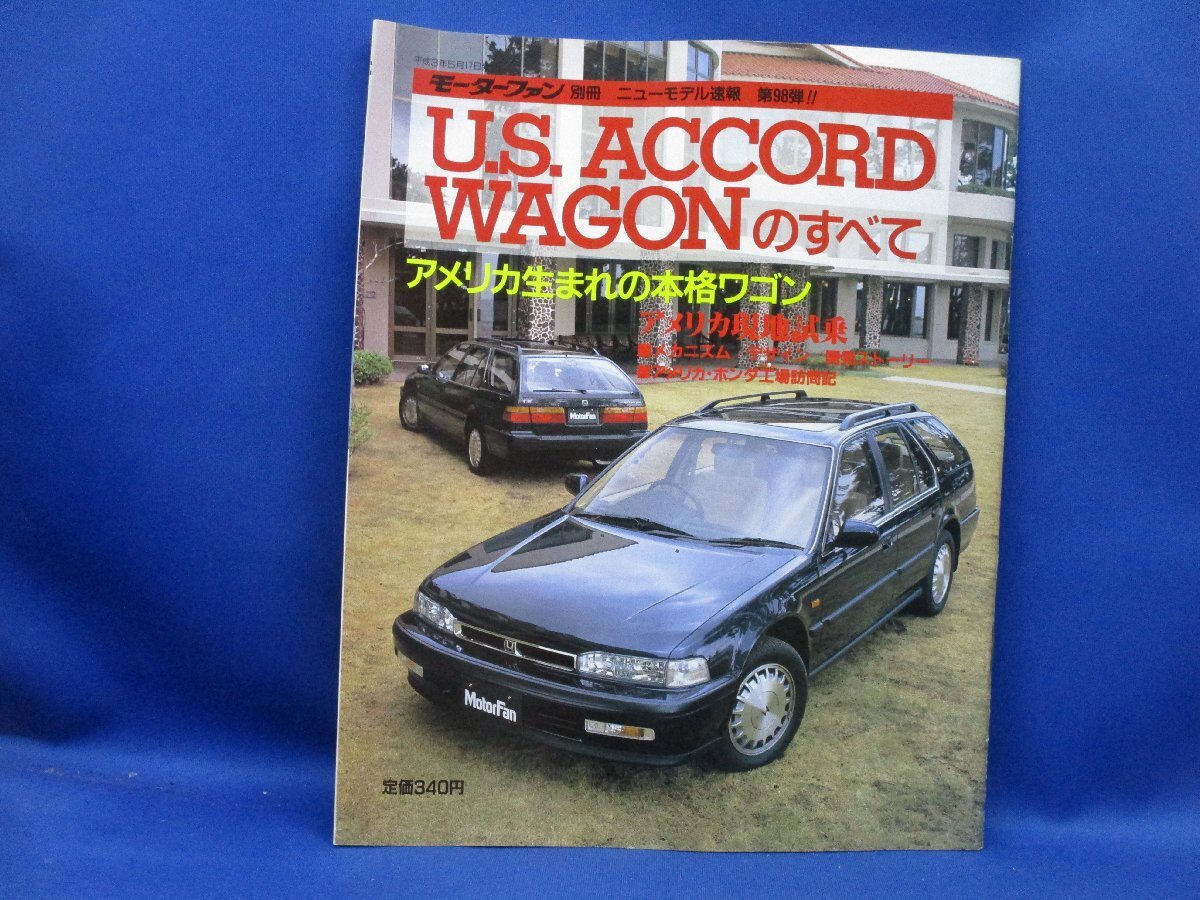 平成3年5月17日
モーターファン 別冊 ニューモデル速報 第98弾!!
U.S. ACCORD
WAGONのすべて
アメリカ生まれの本格ワゴン
アメリカ現地試乗
■メカニズム デザイン 開発ストーリー
■アメリカ・ホンダ工場訪問記
MotorFan
MotorFan
定価340円